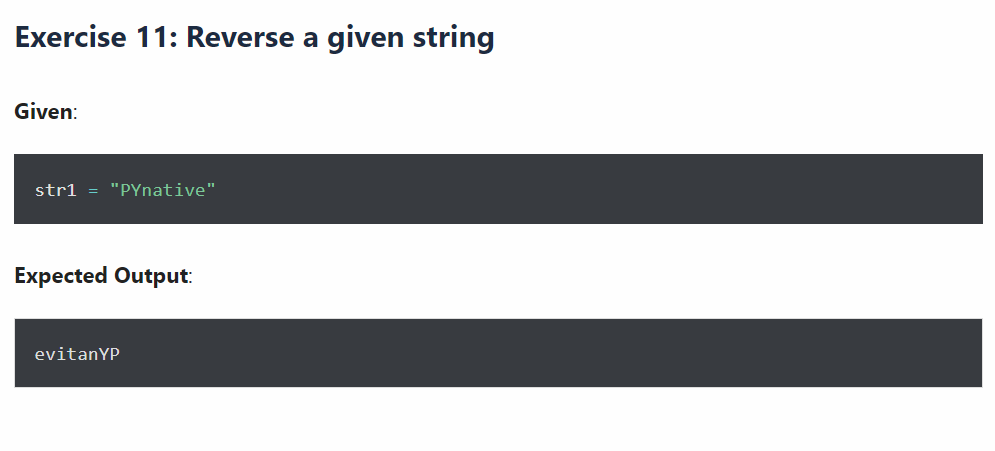 Exercise 11: Reverse a given string
Given:
str1 = "PYnative"
Expected Output:
evitanYP